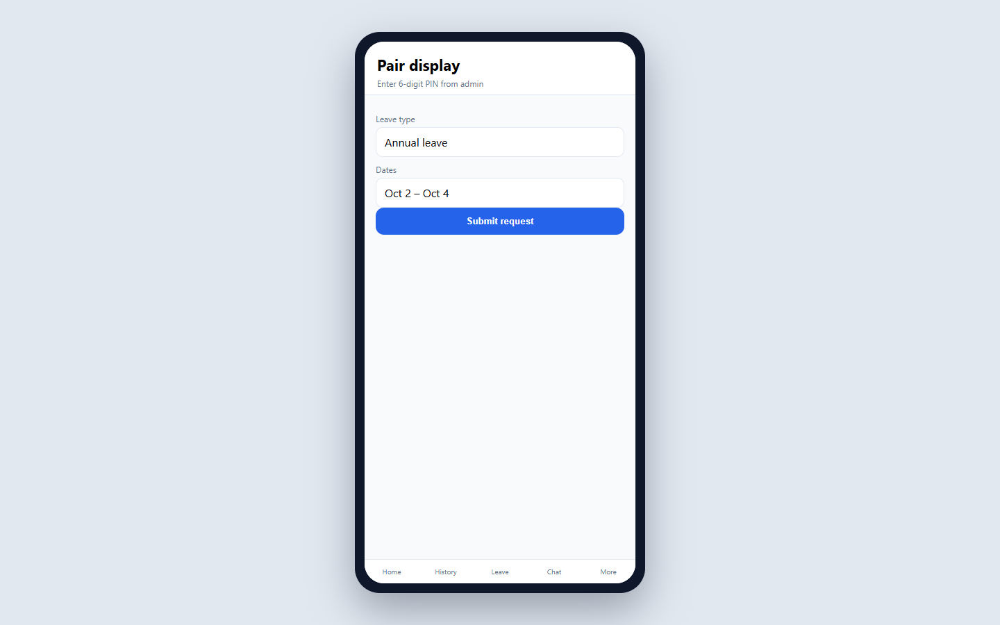 Pair display
Enter 6-digit PIN from admin
Leave type
Annual leave
Dates
Oct 2 – Oct 4
Submit request
Home History Leave Chat More